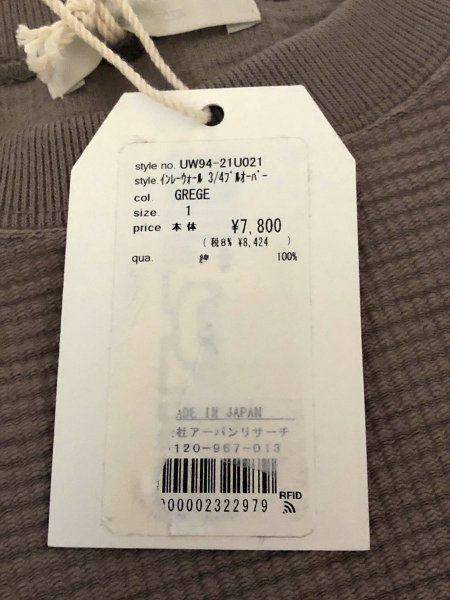 style no. UW94-21U021
style. ｲﾝﾚｰｳｫｰﾙ 3/4ﾌﾟﾙｵｰﾊﾞｰ
col. GREGE
size. 1
price 本体 ¥7,800
(税8% ¥8,424 )
qua. 綿 100%
ADE IN JAPAN
社アーバンリサーチ
120-967-013
00002322979
RFID